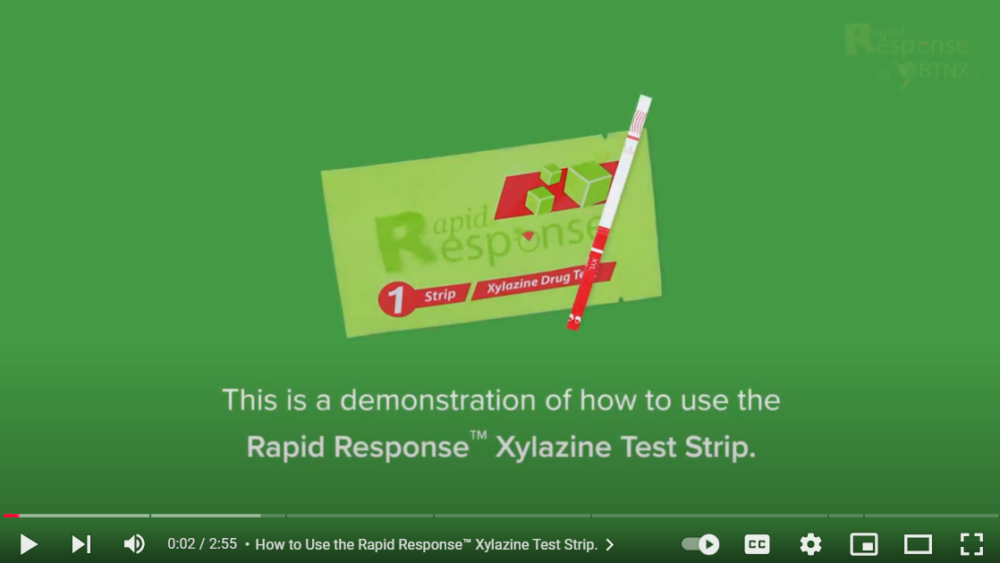 Rapid
Response
BTNX
Rapid
Response
1 Strip Xylazine Drug
XYL
This is a demonstration of how to use the
Rapid Response™ Xylazine Test Strip.
0:02 / 2:55 • How to Use the Rapid Response™ Xylazine Test Strip. >
CC